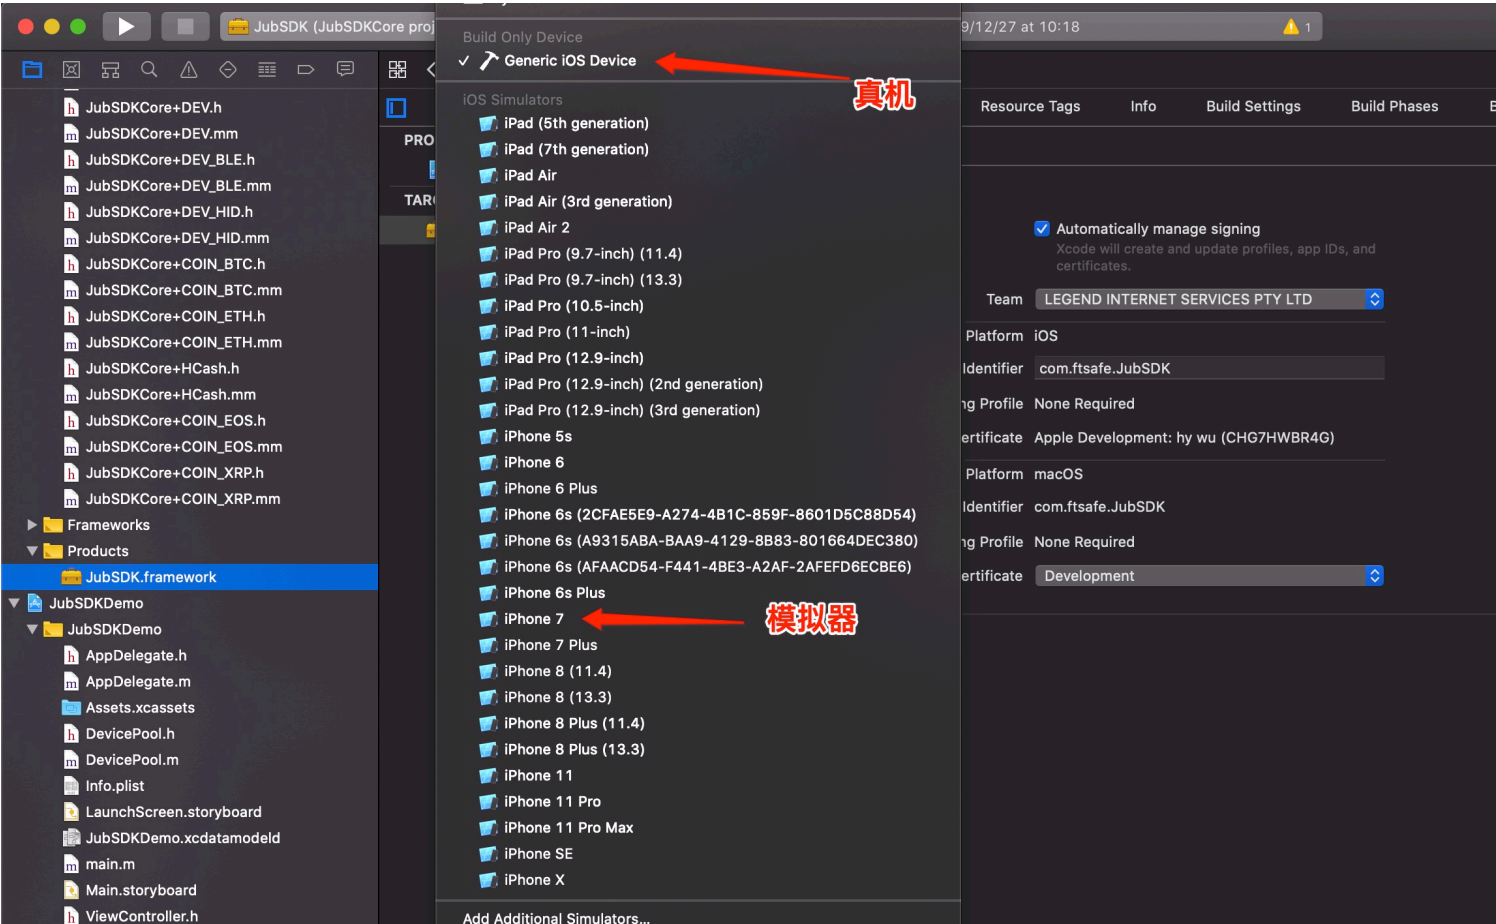 JubSDK (JubSDKCore proj
9/12/27 at 10:18
1
JubSDKCore+DEV.h
JubSDKCore+DEV.mm
JubSDKCore+DEV_BLE.h
JubSDKCore+DEV_BLE.mm
JubSDKCore+DEV_HID.h
JubSDKCore+DEV_HID.mm
JubSDKCore+COIN_BTC.h
JubSDKCore+COIN_BTC.mm
JubSDKCore+COIN_ETH.h
JubSDKCore+COIN_ETH.mm
JubSDKCore+HCash.h
JubSDKCore+HCash.mm
JubSDKCore+COIN_EOS.h
JubSDKCore+COIN_EOS.mm
JubSDKCore+COIN_XRP.h
JubSDKCore+COIN_XRP.mm
Frameworks
Products
JubSDK.framework
JubSDKDemo
JubSDKDemo
AppDelegate.h
AppDelegate.m
Assets.xcassets
DevicePool.h
DevicePool.m
Info.plist
LaunchScreen.storyboard
JubSDKDemo.xcdatamodeld
main.m
Main.storyboard
ViewController.h
PRO
TAR
Build Only Device
✓ Generic iOS Device
真机
iOS Simulators
iPad (5th generation)
iPad (7th generation)
iPad Air
iPad Air (3rd generation)
iPad Air 2
iPad Pro (9.7-inch) (11.4)
iPad Pro (9.7-inch) (13.3)
iPad Pro (10.5-inch)
iPad Pro (11-inch)
iPad Pro (12.9-inch)
iPad Pro (12.9-inch) (2nd generation)
iPad Pro (12.9-inch) (3rd generation)
iPhone 5s
iPhone 6
iPhone 6 Plus
iPhone 6s (2CFAE5E9-A274-4B1C-859F-8601D5C88D54)
iPhone 6s (A9315ABA-BAA9-4129-8B83-801664DEC380)
iPhone 6s (AFAACD54-F441-4BE3-A2AF-2AFEFD6ECBE6)
iPhone 6s Plus
iPhone 7
模拟器
iPhone 7 Plus
iPhone 8 (11.4)
iPhone 8 (13.3)
iPhone 8 Plus (11.4)
iPhone 8 Plus (13.3)
iPhone 11
iPhone 11 Pro
iPhone 11 Pro Max
iPhone SE
iPhone X
Add Additional Simulators...
Resource Tags Info Build Settings Build Phases B
Automatically manage signing
Xcode will create and update profiles, app IDs, and
certificates.
Team LEGEND INTERNET SERVICES PTY LTD
Platform iOS
Identifier com.ftsafe.JubSDK
ng Profile None Required
ertificate Apple Development: hy wu (CHG7HWBR4G)
Platform macOS
Identifier com.ftsafe.JubSDK
ng Profile None Required
ertificate Development